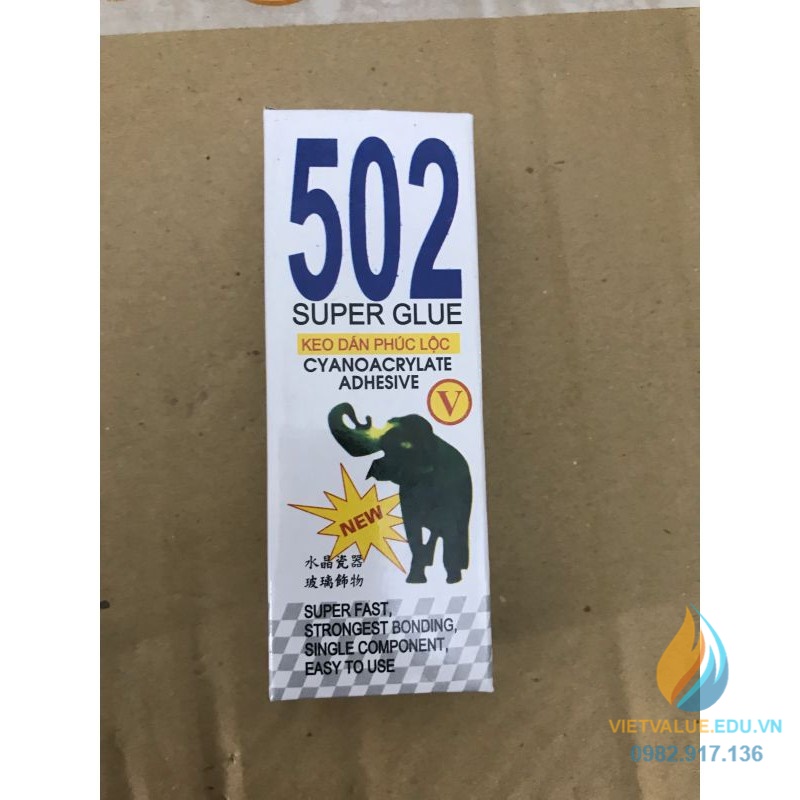 502
SUPER GLUE
KEO DÁN PHÚC LỘC
CYANOACRYLATE
ADHESIVE
V
NEW
水晶瓷器
玻璃飾物
SUPER FAST,
STRONGEST BONDING,
SINGLE COMPONENT,
EASY TO USE
VIETVALUE.EDU.VN
0982.917.136